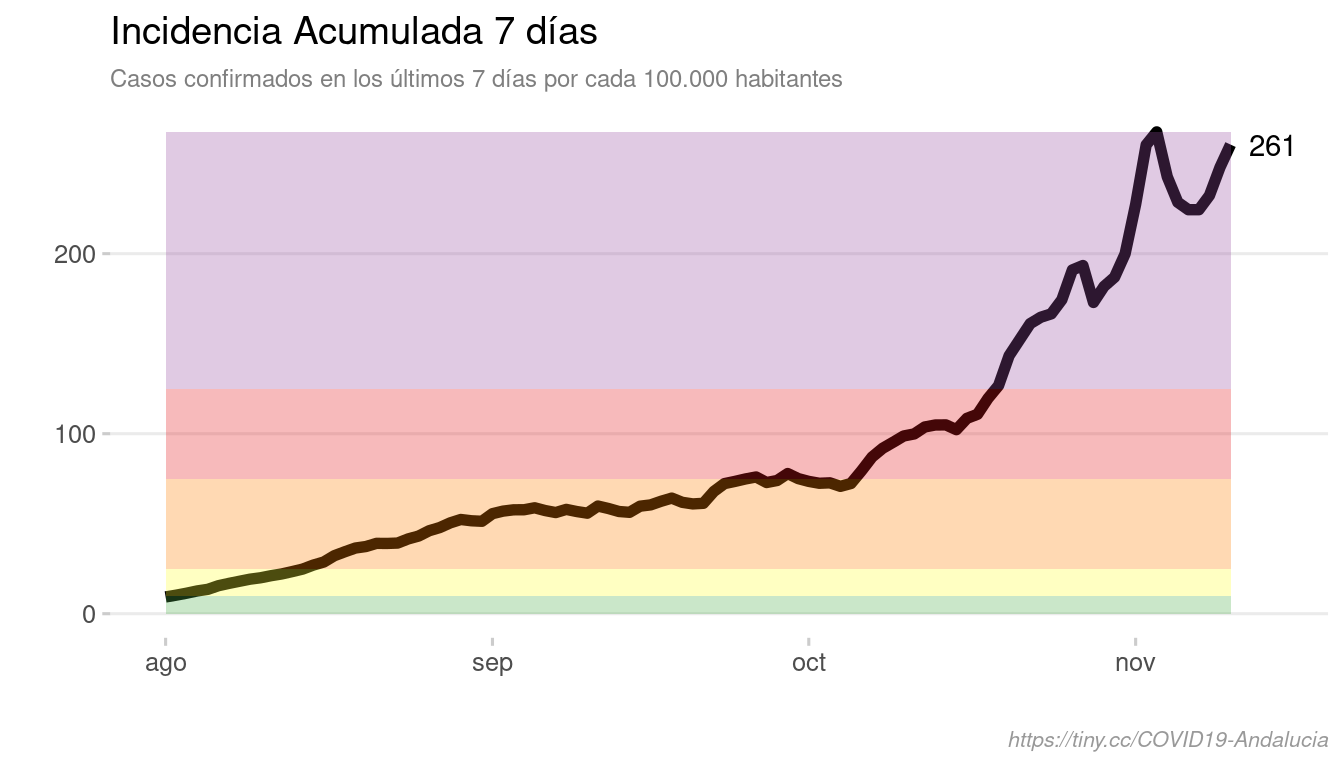 Incidencia Acumulada 7 días
Casos confirmados en los últimos 7 días por cada 100.000 habitantes
261
200
100
0
ago sep oct nov
https://tiny.cc/COVID19-Andalucia